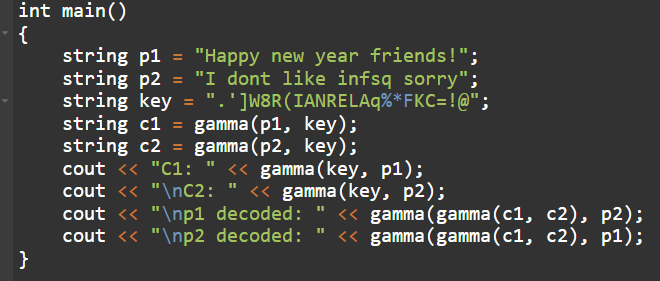 int main()
{
    string p1 = "Happy new year friends!";
    string p2 = "I dont like infsq sorry";
    string key = ".']W8R(IANRELAq%*FKC=!@";
    string c1 = gamma(p1, key);
    string c2 = gamma(p2, key);
    cout << "C1: " << gamma(key, p1);
    cout << "\nC2: " << gamma(key, p2);
    cout << "\np1 decoded: " << gamma(gamma(c1, c2), p2);
    cout << "\np2 decoded: " << gamma(gamma(c1, c2), p1);
}